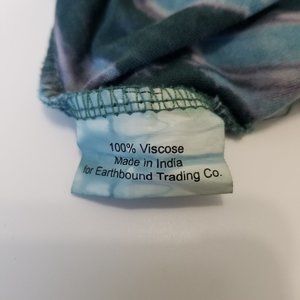 100% Viscose
Made in India
for Earthbound Trading Co.